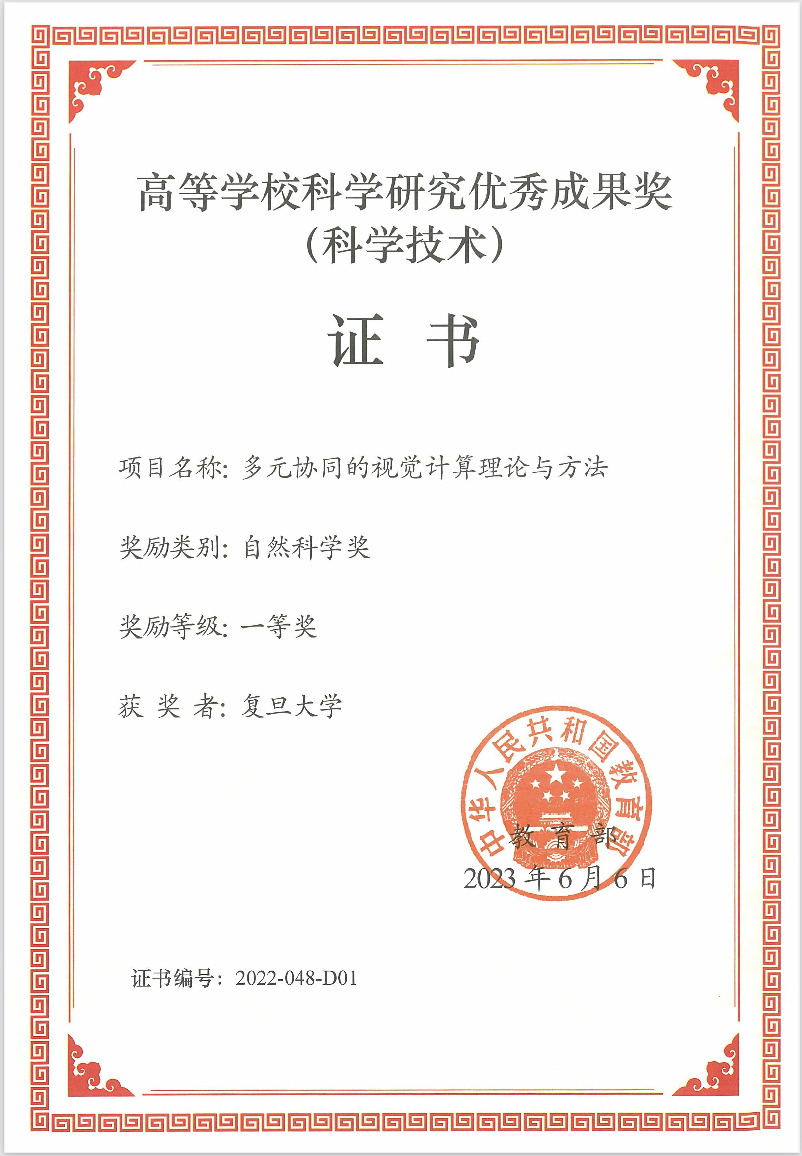 高等学校科学研究优秀成果奖
（科学技术）
证 书
项目名称: 多元协同的视觉计算理论与方法
奖励类别: 自然科学奖
奖励等级: 一等奖
获 奖 者: 复旦大学
中华人民共和国教育部
教 育 部
2023 年 6 月 6 日
证书编号：2022-048-D01